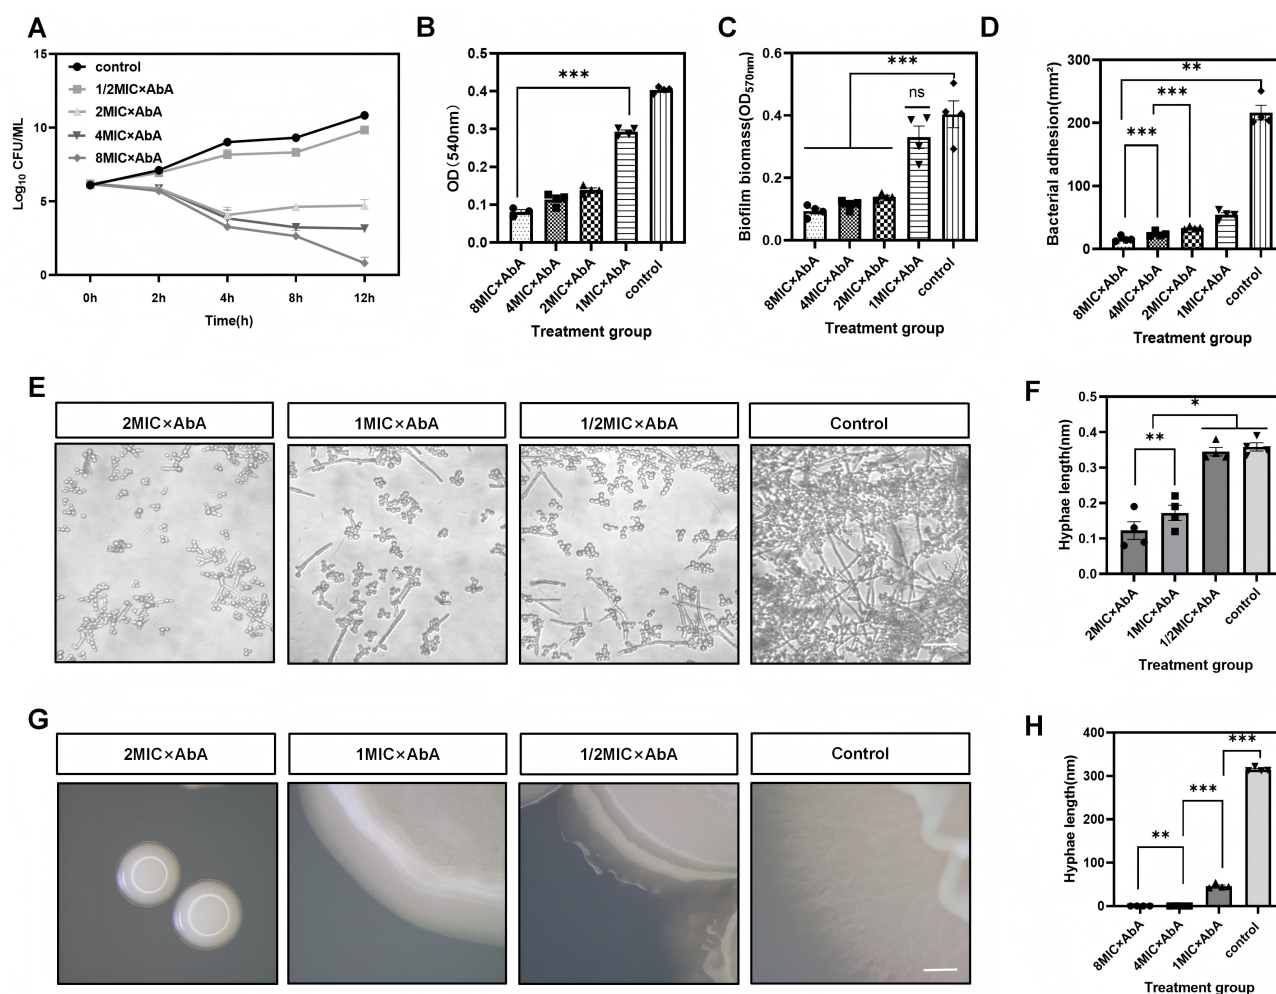 A
15
10
5
0
Log10 CFU/ML
control
1/2MIC×AbA
2MIC×AbA
4MIC×AbA
8MIC×AbA
0h
2h
4h
8h
12h
Time(h)
B
0.5
0.4
0.3
0.2
0.1
0.0
OD（540nm）
***
8MIC×AbA
4MIC×AbA
2MIC×AbA
1MIC×AbA
control
Treatment group
C
0.6
0.4
0.2
0.0
Biofilm biomass(OD570nm)
***
ns
8MIC×AbA
4MIC×AbA
2MIC×AbA
1MIC×AbA
control
Treatment group
D
300
200
100
0
Bacterial adhesion(mm²)
**
***
***
8MIC×AbA
4MIC×AbA
2MIC×AbA
1MIC×AbA
control
Treatment group
E
2MIC×AbA
1MIC×AbA
1/2MIC×AbA
Control
F
0.5
0.4
0.3
0.2
0.1
0.0
Hyphae length(nm)
*
**
2MIC×AbA
1MIC×AbA
1/2MIC×AbA
control
Treatment group
G
2MIC×AbA
1MIC×AbA
1/2MIC×AbA
Control
H
400
300
200
100
0
Hyphae length(nm)
***
***
**
8MIC×AbA
4MIC×AbA
1MIC×AbA
control
Treatment group